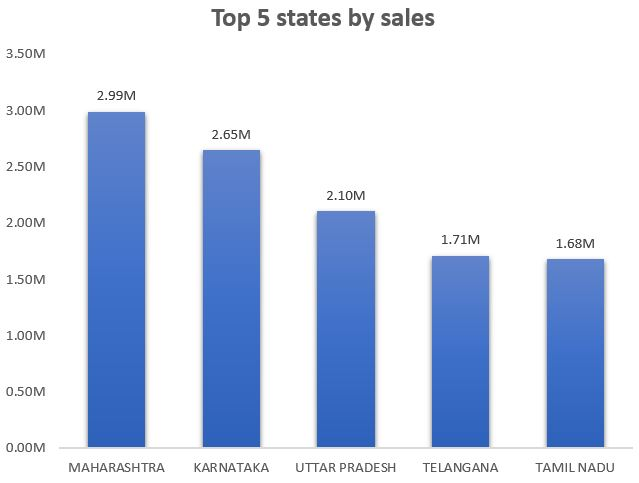 Top 5 states by sales
3.50M
3.00M
2.50M
2.00M
1.50M
1.00M
0.50M
0.00M
2.99M
2.65M
2.10M
1.71M
1.68M
MAHARASHTRA
KARNATAKA
UTTAR PRADESH
TELANGANA
TAMIL NADU